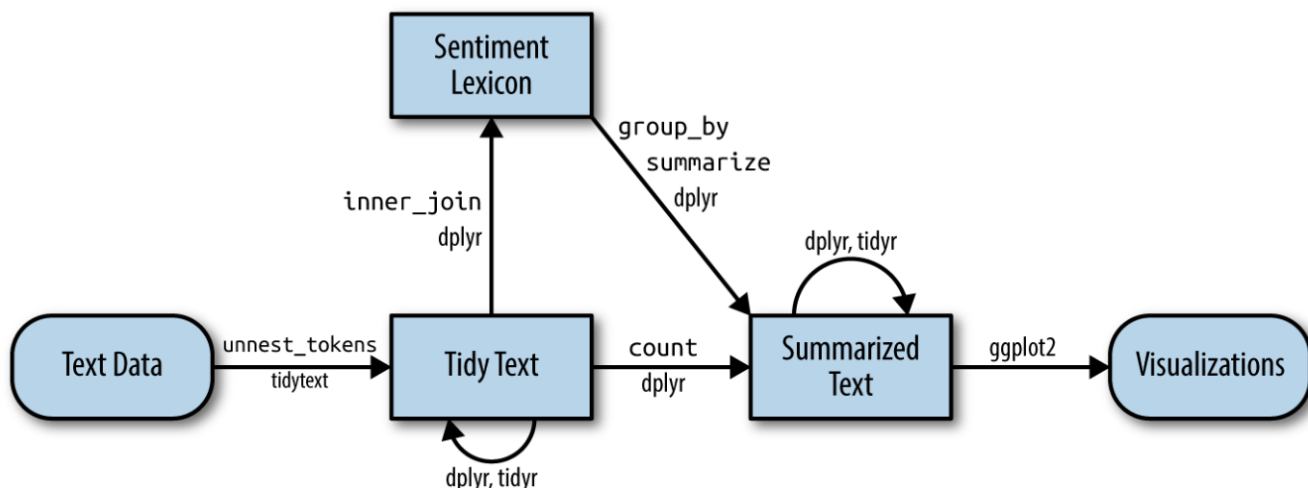 Sentiment
Lexicon
group_by
summarize
dplyr
inner_join
dplyr
dplyr, tidyr
Text Data
unnest_tokens
tidytext
Tidy Text
count
dplyr
Summarized
Text
ggplot2
Visualizations
dplyr, tidyr